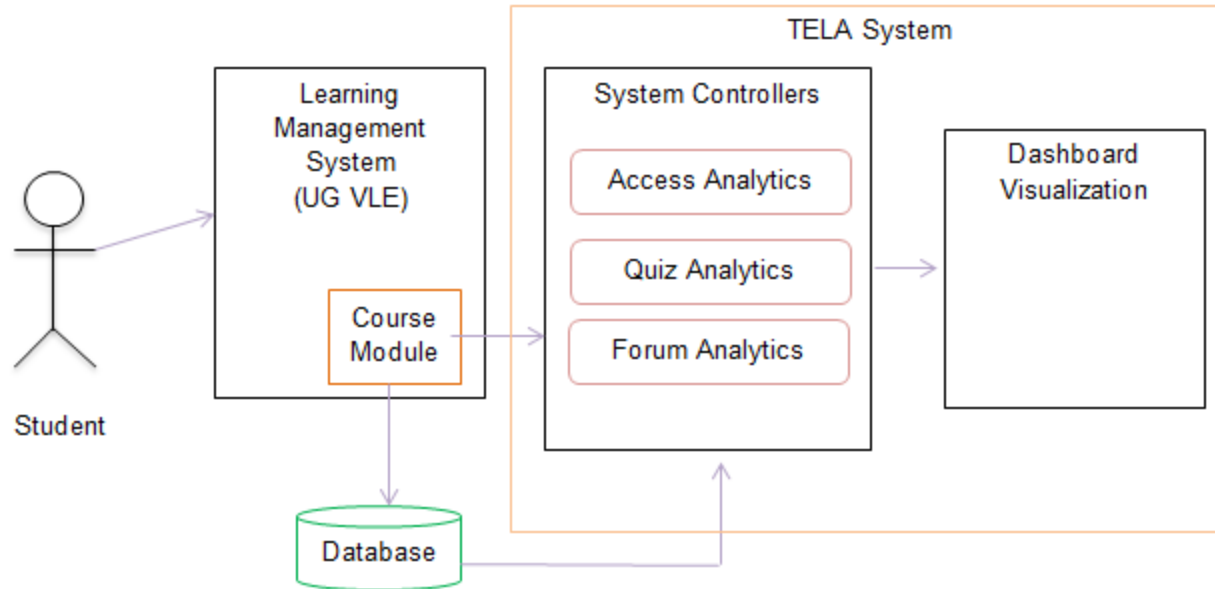 TELA System
Learning
Management
System
(UG VLE)
System Controllers
Access Analytics
Quiz Analytics
Forum Analytics
Dashboard
Visualization
Course
Module
Student
Database